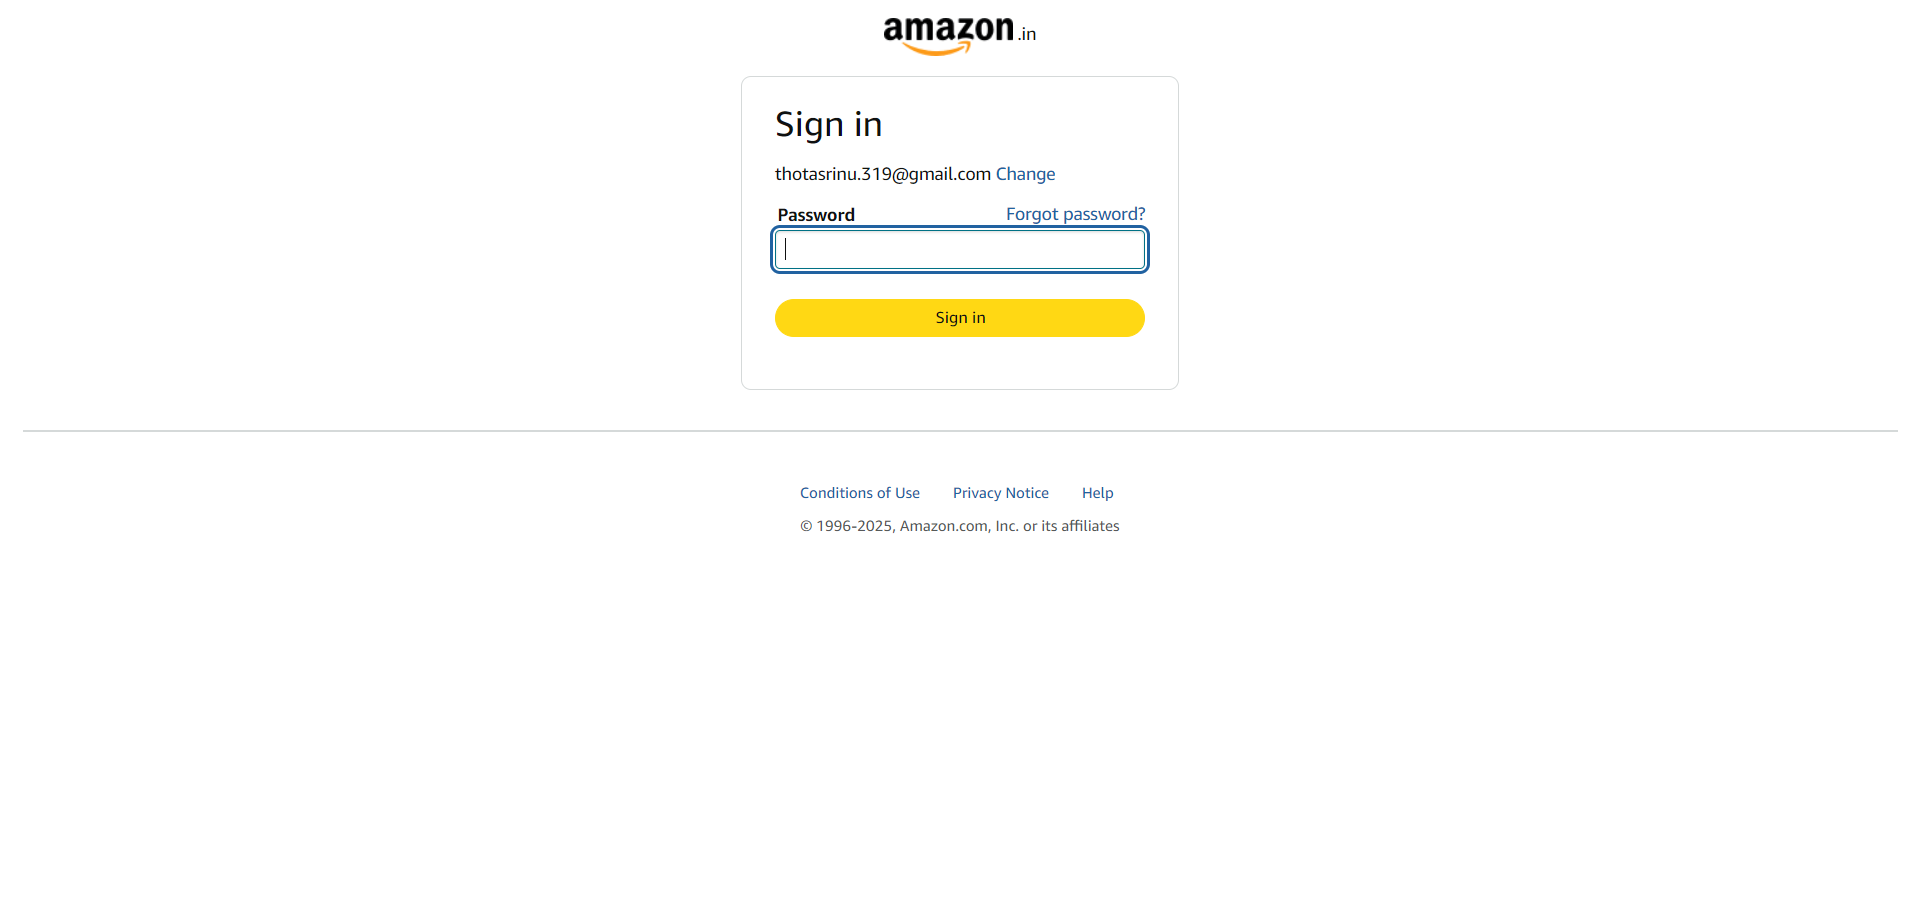 amazon.in
Sign in
thotasrinu.319@gmail.com Change
Password Forgot password?
Sign in
Conditions of Use Privacy Notice Help
© 1996-2025, Amazon.com, Inc. or its affiliates